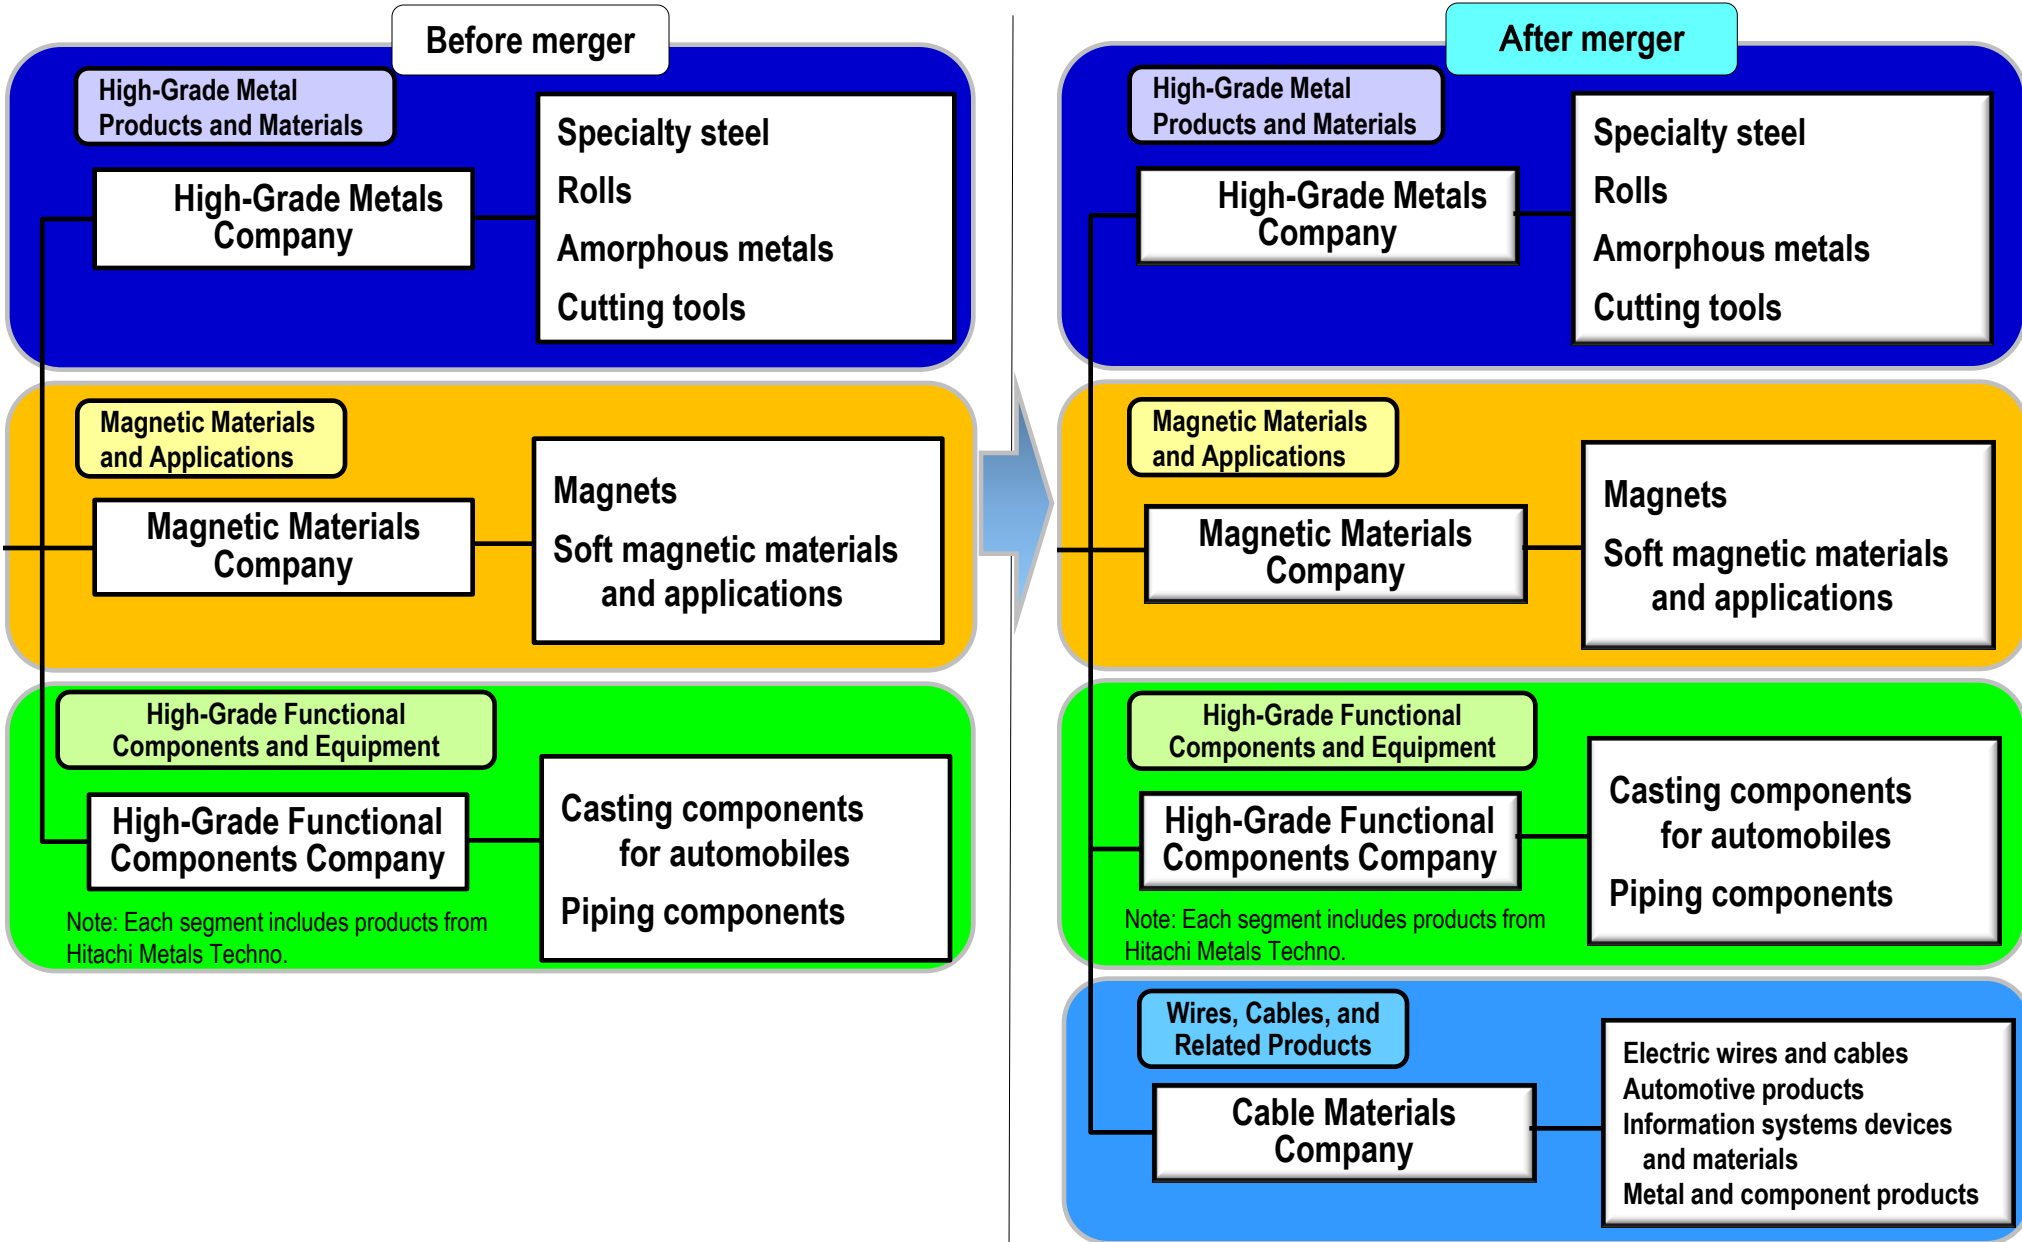 Before merger
High-Grade Metal
Products and Materials
High-Grade Metals
Company
Specialty steel
Rolls
Amorphous metals
Cutting tools
Magnetic Materials
and Applications
Magnetic Materials
Company
Magnets
Soft magnetic materials
and applications
High-Grade Functional
Components and Equipment
High-Grade Functional
Components Company
Casting components
for automobiles
Piping components
Note: Each segment includes products from
Hitachi Metals Techno.
After merger
High-Grade Metal
Products and Materials
High-Grade Metals
Company
Specialty steel
Rolls
Amorphous metals
Cutting tools
Magnetic Materials
and Applications
Magnetic Materials
Company
Magnets
Soft magnetic materials
and applications
High-Grade Functional
Components and Equipment
High-Grade Functional
Components Company
Casting components
for automobiles
Piping components
Note: Each segment includes products from
Hitachi Metals Techno.
Wires, Cables, and
Related Products
Cable Materials
Company
Electric wires and cables
Automotive products
Information systems devices
and materials
Metal and component products